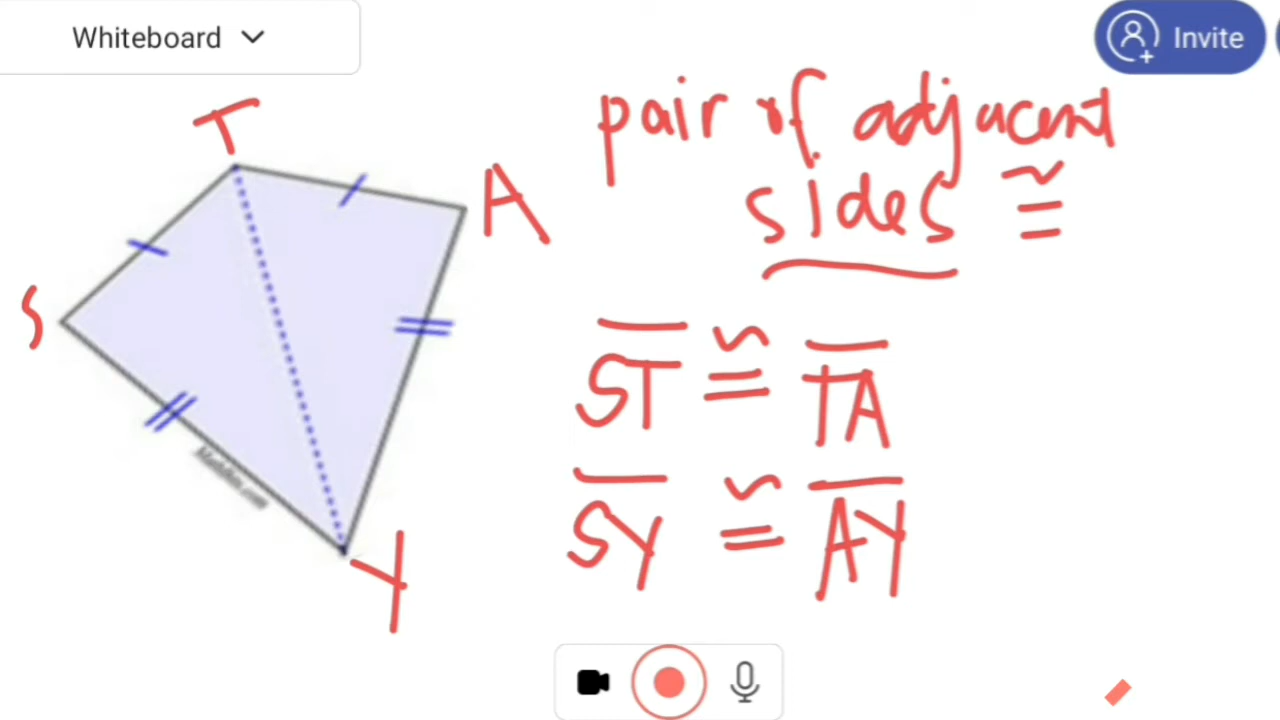 Whiteboard
Invite
pair of adjacent
sides ≅
T
A
S
Y
ST ≅ TA
SY ≅ AY